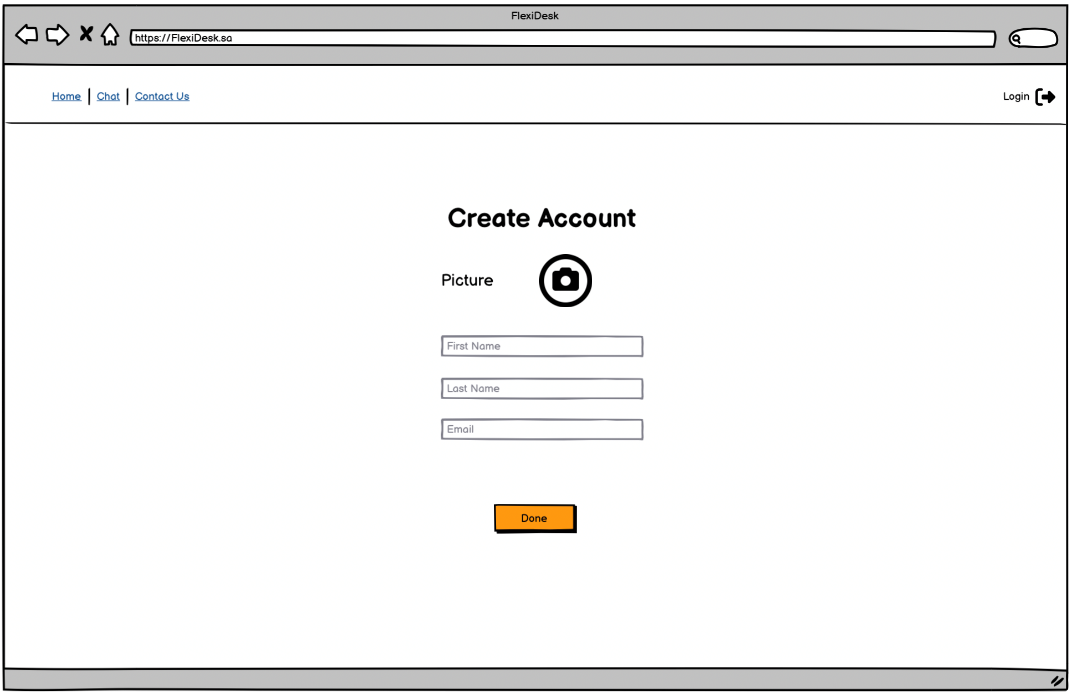 FlexiDesk
https://FlexiDesk.sa
Home Chat Contact Us Login
Create Account
Picture
First Name
Last Name
Email
Done